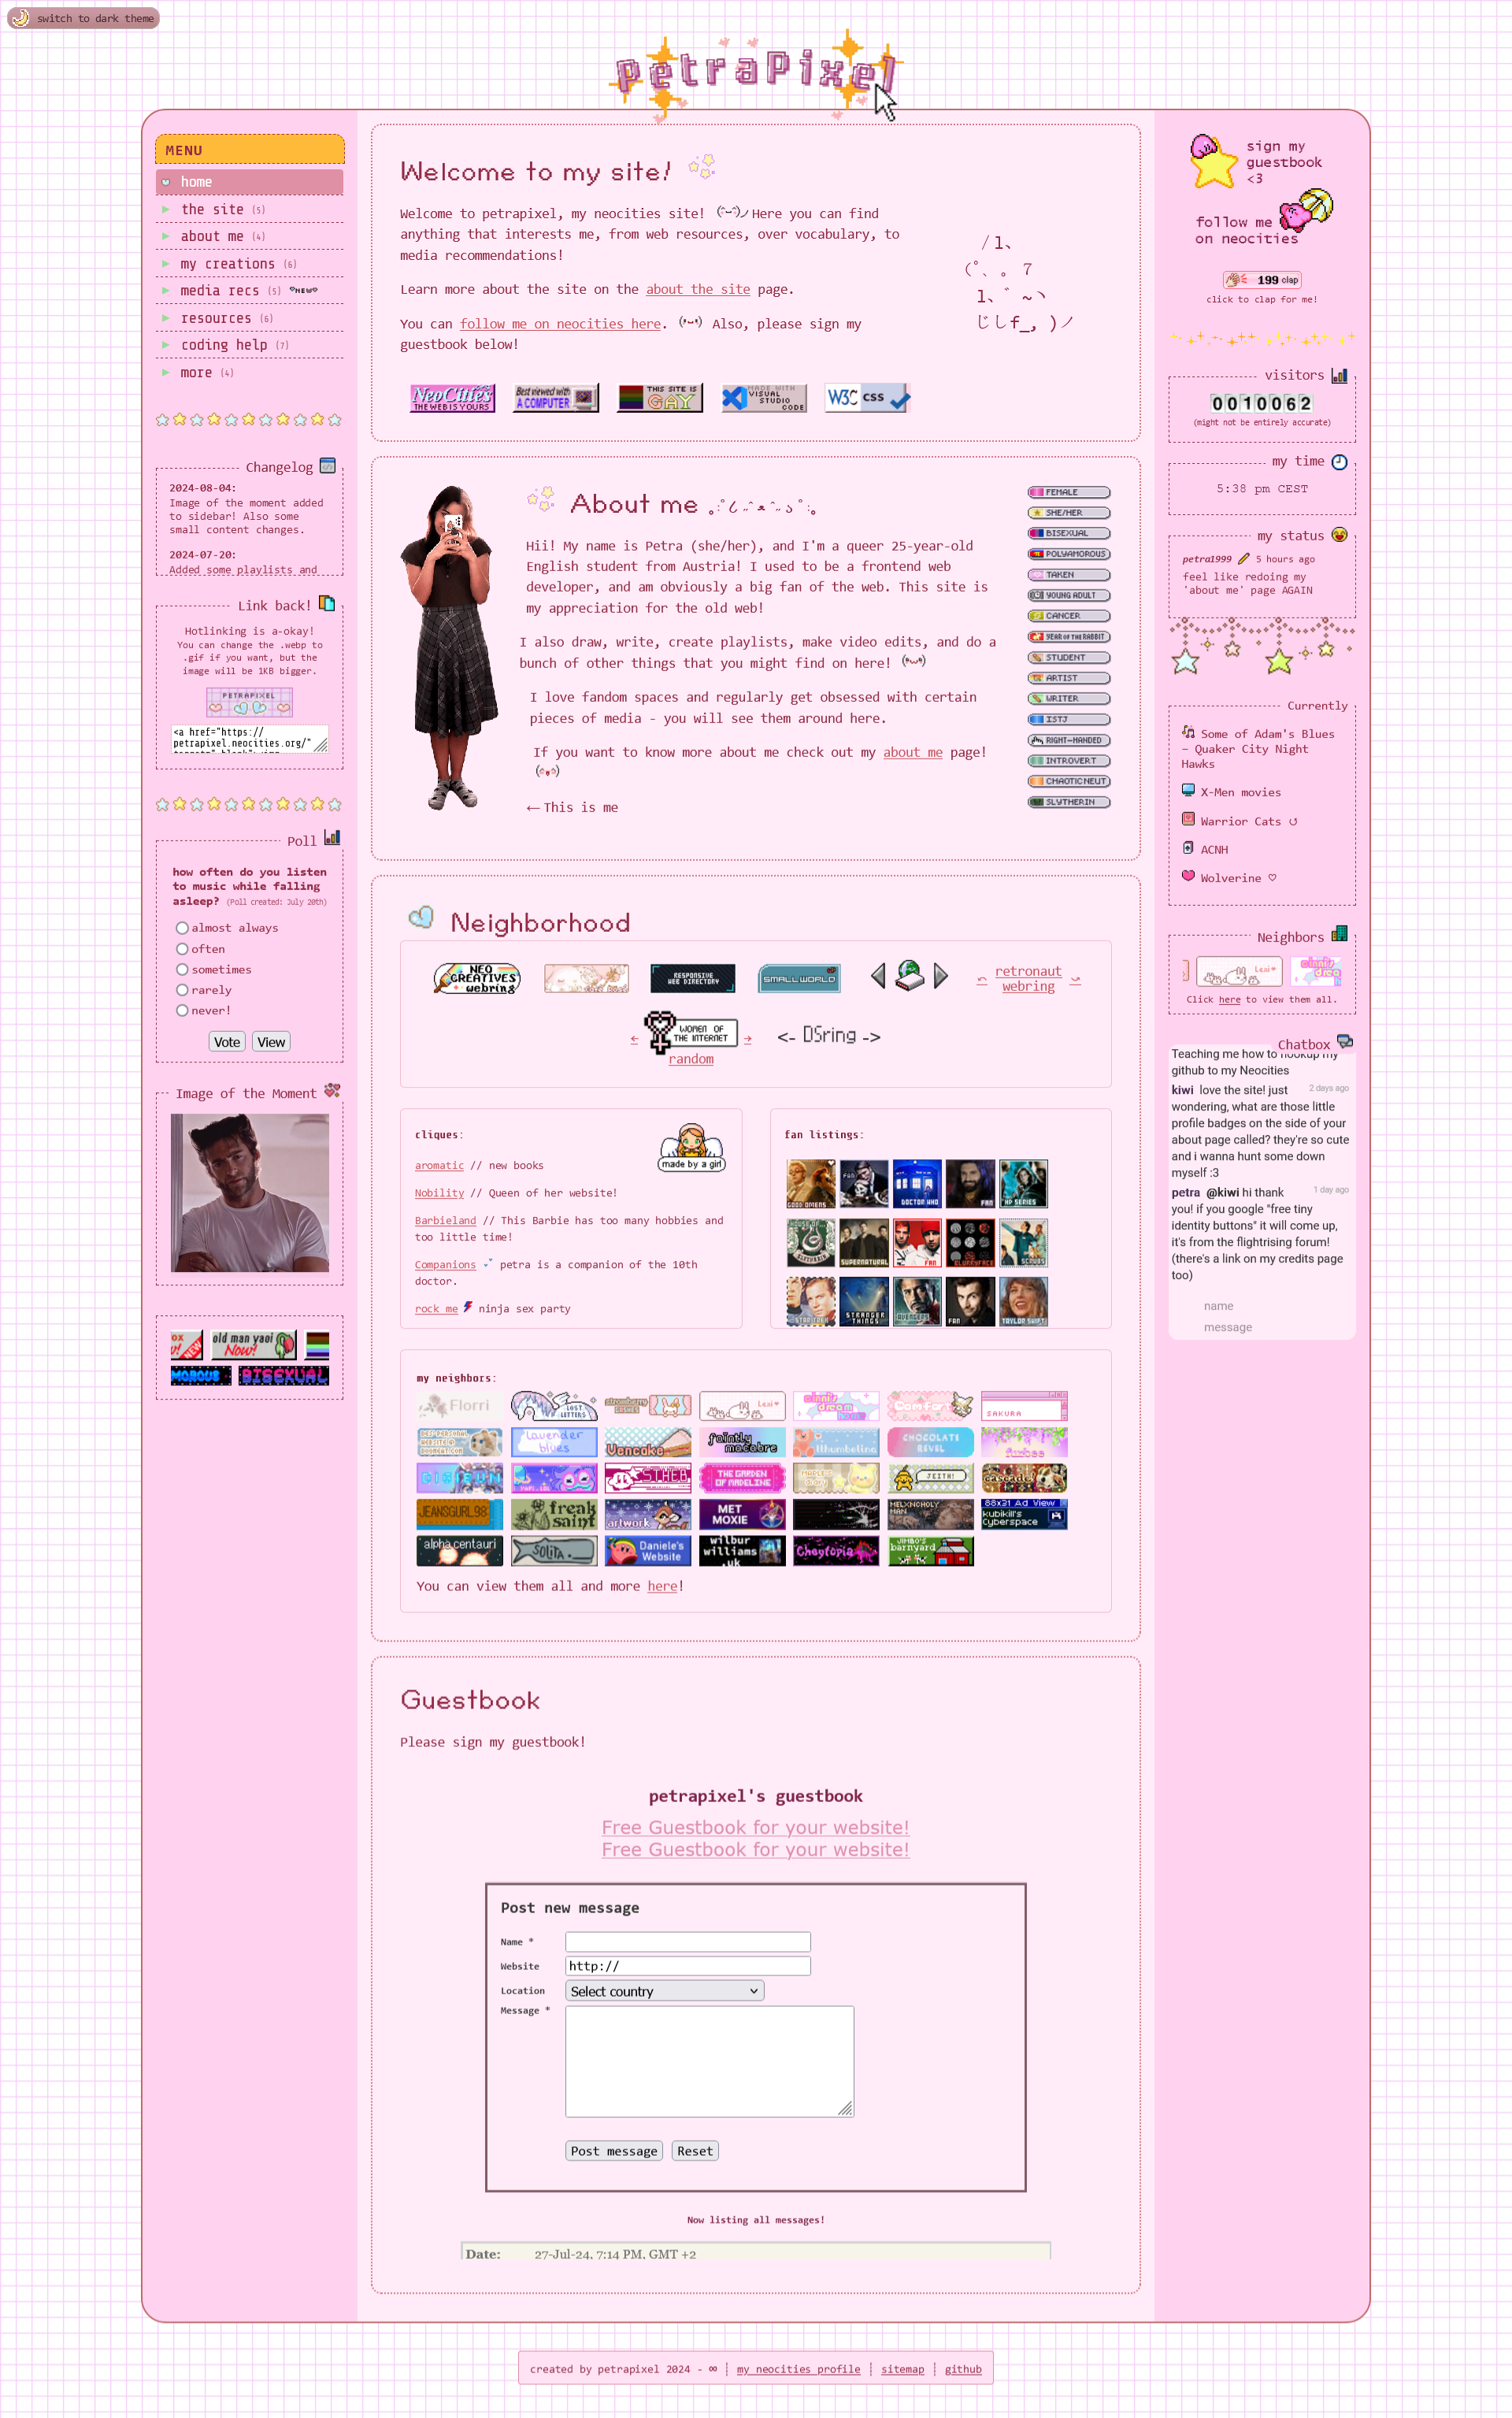 switch to dark theme
petrapixel
MENU
home
the site (5)
about me (4)
my creations (6)
media recs (5) ♡NEW♡
resources (6)
coding help (7)
more (4)
Changelog
2024-08-04:
Image of the moment added
to sidebar! Also some
small content changes.
2024-07-20:
Added some playlists and
Link back!
Hotlinking is a-okay!
You can change the .webp to
.gif if you want, but the
image will be 1KB bigger.
PETRAPIXEL
<a href="https://
petrapixel.neocities.org/"
Poll
how often do you listen
to music while falling
asleep? (Poll created: July 20th)
almost always
often
sometimes
rarely
never!
Vote View
Image of the Moment
old man yaoi
NOW!
NEW
BISEXUAL
Welcome to my site!
Welcome to petrapixel, my neocities site! Here you can find
anything that interests me, from web resources, over vocabulary, to
media recommendations!
Learn more about the site on the about the site page.
You can follow me on neocities here. Also, please sign my
guestbook below!
NeoCities
THE WEB IS YOURS
Best viewed with
A COMPUTER
THIS SITE IS
GAY
MADE WITH
VISUAL
STUDIO
CODE
W3C CSS
About me
Hii! My name is Petra (she/her), and I'm a queer 25-year-old
English student from Austria! I used to be a frontend web
developer, and am obviously a big fan of the web. This site is
my appreciation for the old web!
I also draw, write, create playlists, make video edits, and do a
bunch of other things that you might find on here!
I love fandom spaces and regularly get obsessed with certain
pieces of media - you will see them around here.
If you want to know more about me check out my about me page!
← This is me
FEMALE
SHE/HER
BISEXUAL
POLYAMOROUS
TAKEN
YOUNG ADULT
CANCER
YEAR OF THE RABBIT
STUDENT
ARTIST
WRITER
ISTJ
RIGHT-HANDED
INTROVERT
CHAOTIC NEUT
SLYTHERIN
Neighborhood
NEO
CREATIVES
webring
RESPONSIVE
WEB DIRECTORY
SMALL WORLD
retronaut
webring
WOMEN OF
THE INTERNET
random
<- DSring ->
cliques:
made by a girl
aromatic // new books
Nobility // Queen of her website!
Barbieland // This Barbie has too many hobbies and
too little time!
Companions petra is a companion of the 10th
doctor.
rock me ninja sex party
fan listings:
GOOD OMENS
FAN
DOCTOR WHO
FAN
HP SERIES
HOUSE OF...
SUPERNATURAL
FAN
BLURRYFACE
SCRUBS
STAR TREK
STRANGER
THINGS
AVENGERS
FAN
TAYLOR SWIFT
my neighbors:
Florri
LOST
LETTERS
strawberry
GASHES
Lexi
cinni's
dream
home
Comfort
SAKURA
lavender
blues
Vencake
faintly
macabre
thumbelina
CHOCOLATE
REVEL
STHEB
THE GARDEN
OF MADELINE
JEITH!
JEANSGURL98
freak
saint
artwork
MET
MOXIE
MELANCHOLY
MAN
88x31 Ad View
kubikill's
Cyberspace
alpha centauri
SOLITA
Daniele's
Website
wilbur
williams
.uk
Cheytopia
JIMBO'S
barnyard
You can view them all and more here!
Guestbook
Please sign my guestbook!
petrapixel's guestbook
Free Guestbook for your website!
Free Guestbook for your website!
Post new message
Name *
Website http://
Location Select country
Message *
Post message Reset
Now listing all messages!
Date: 27-Jul-24, 7:14 PM, GMT +2
sign my
guestbook
<3
follow me
on neocities
199 clap
click to clap for me!
visitors
0010062
(might not be entirely accurate)
my time
5:38 pm CEST
my status
petra1999 5 hours ago
feel like redoing my
'about me' page AGAIN
Currently
Some of Adam's Blues
– Quaker City Night
Hawks
X-Men movies
Warrior Cats ↺
ACNH
Wolverine ♡
Neighbors
Lexi
cinni's
drea
Click here to view them all.
Chatbox
Teaching me how to hookup my
github to my Neocities
kiwi love the site! just 2 days ago
wondering, what are those little
profile badges on the side of your
about page called? they're so cute
and i wanna hunt some down
myself :3
petra @kiwi hi thank 1 day ago
you! if you google "free tiny
identity buttons" it will come up,
it's from the flightrising forum!
(there's a link on my credits page
too)
name
message
created by petrapixel 2024 - ∞ ┊ my neocities profile ┊ sitemap ┊ github